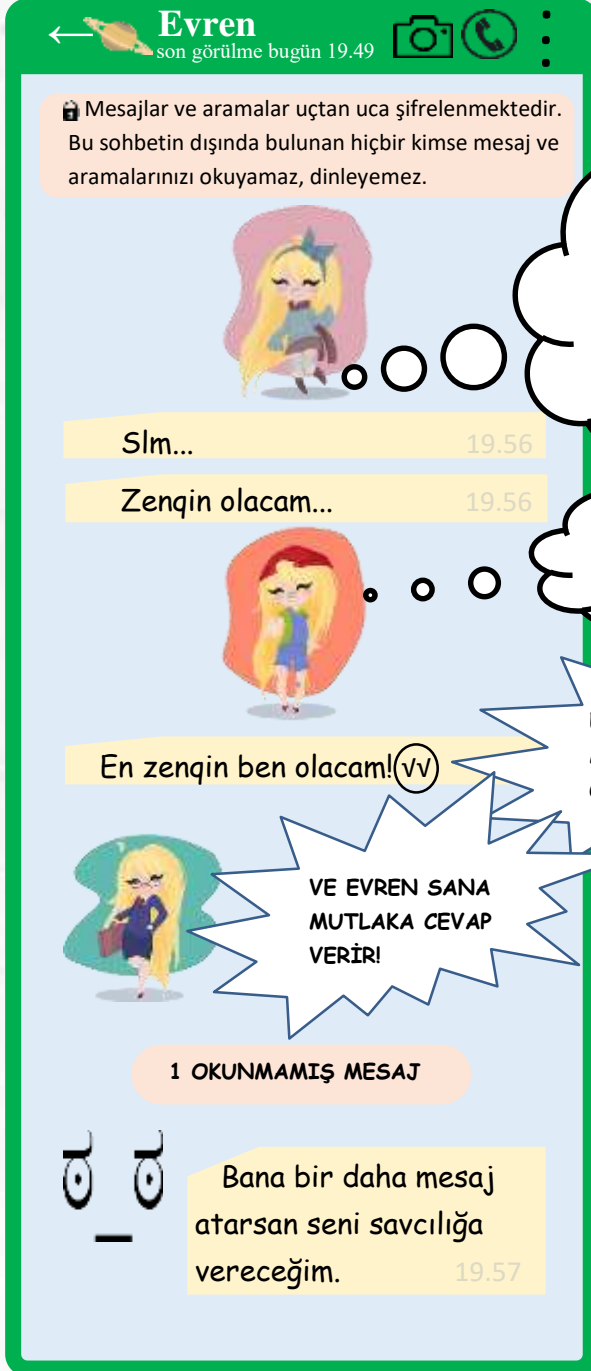 Evren
son görülme bugün 19.49
Mesajlar ve aramalar uçtan uca şifrelenmektedir.
Bu sohbetin dışında bulunan hiçbir kimse mesaj ve
aramalarınızı okuyamaz, dinleyemez.
Slm... 19.56
Zenqin olacam... 19.56
En zenqin ben olacam! √√
VE EVREN SANA
MUTLAKA CEVAP
VERİR!
1 OKUNMAMIŞ MESAJ
ಠ_ಠ
Bana bir daha mesaj
atarsan seni savcılığa
vereceğim. 19.57